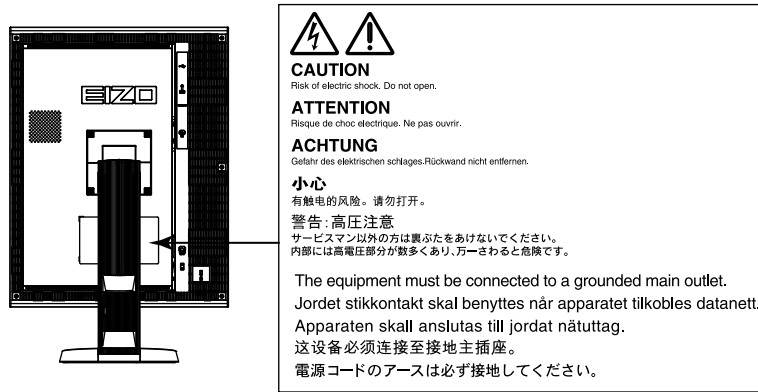 EIZO
CAUTION
Risk of electric shock. Do not open.
ATTENTION
Risque de choc electrique. Ne pas ouvrir.
ACHTUNG
Gefahr des elektrischen schlages.Rückwand nicht entfernen.
小心
有触电的风险。请勿打开。
警告:高圧注意
サービスマン以外の方は裏ぶたをあけないでください。
内部には高電圧部分が数多くあり、万一さわると危険です。
The equipment must be connected to a grounded main outlet.
Jordet stikkontakt skal benyttes når apparatet tilkobles datanett.
Apparaten skall anslutas till jordat nätuttag.
这设备必须连接至接地主插座。
電源コードのアースは必ず接地してください。